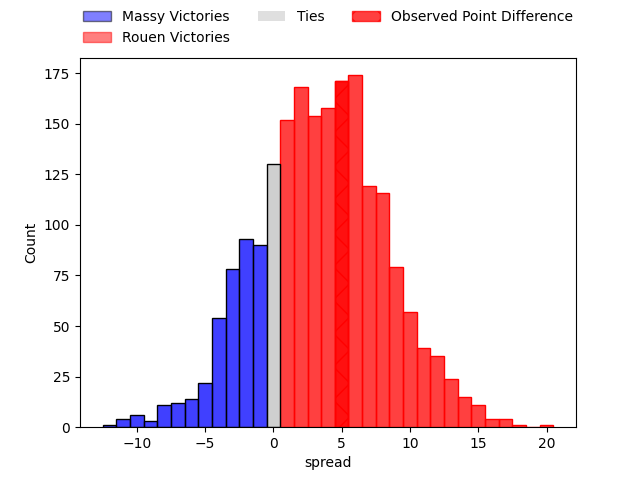 Massy Victories
Rouen Victories
Ties
Observed Point Difference
175
150
125
100
75
50
25
0
Count
−10
−5
0
5
10
15
20
spread